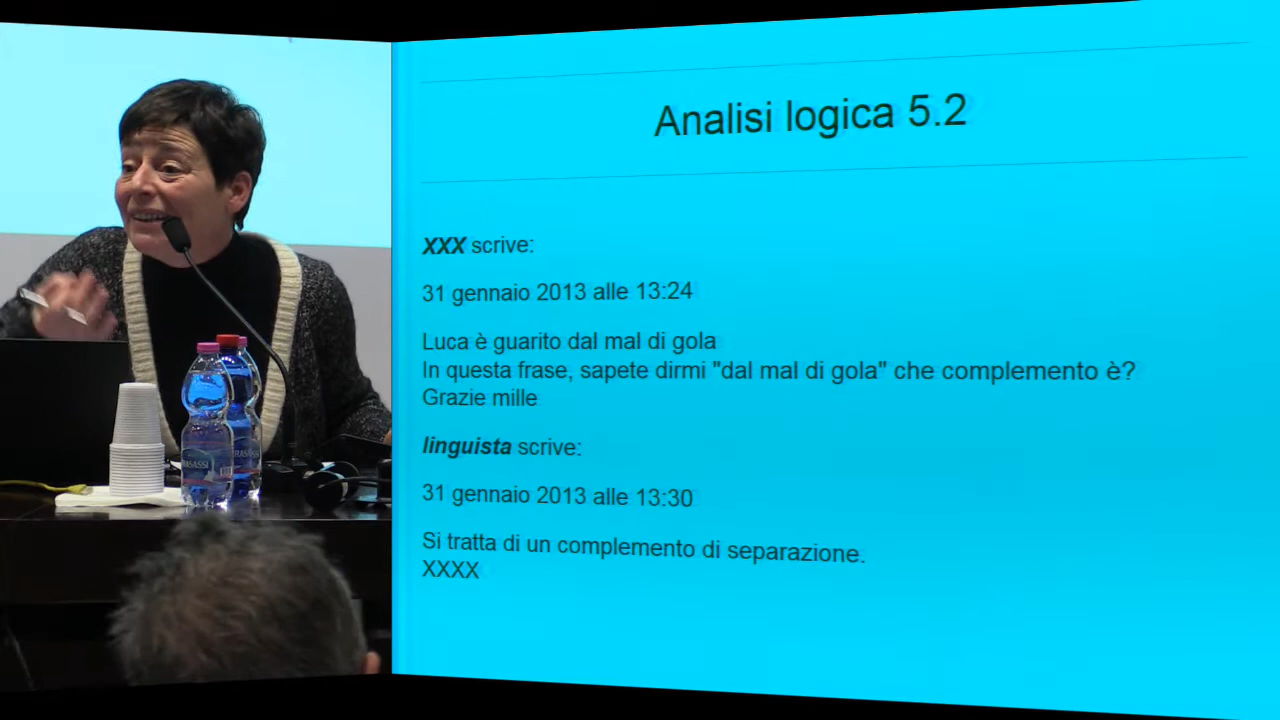 Analisi logica 5.2
XXX scrive:
31 gennaio 2013 alle 13:24
Luca è guarito dal mal di gola
In questa frase, sapete dirmi "dal mal di gola" che complemento è?
Grazie mille
linguista scrive:
31 gennaio 2013 alle 13:30
Si tratta di un complemento di separazione.
XXXX